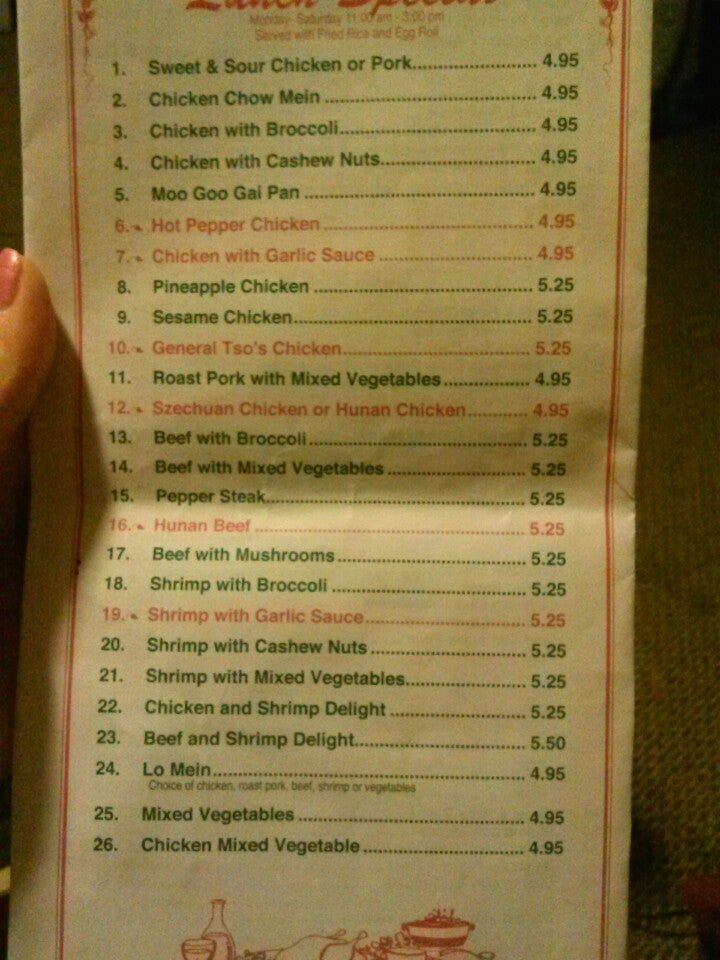 Lunch Special
Monday - Saturday 11:00 am - 3:00 pm
Served with Fried Rice and Egg Roll
1. Sweet & Sour Chicken or Pork 4.95
2. Chicken Chow Mein 4.95
3. Chicken with Broccoli 4.95
4. Chicken with Cashew Nuts 4.95
5. Moo Goo Gai Pan 4.95
6. Hot Pepper Chicken 4.95
7. Chicken with Garlic Sauce 4.95
8. Pineapple Chicken 5.25
9. Sesame Chicken 5.25
10. General Tso's Chicken 5.25
11. Roast Pork with Mixed Vegetables 4.95
12. Szechuan Chicken or Hunan Chicken 4.95
13. Beef with Broccoli 5.25
14. Beef with Mixed Vegetables 5.25
15. Pepper Steak 5.25
16. Hunan Beef 5.25
17. Beef with Mushrooms 5.25
18. Shrimp with Broccoli 5.25
19. Shrimp with Garlic Sauce 5.25
20. Shrimp with Cashew Nuts 5.25
21. Shrimp with Mixed Vegetables 5.25
22. Chicken and Shrimp Delight 5.25
23. Beef and Shrimp Delight 5.50
24. Lo Mein 4.95
Choice of chicken, roast pork, beef, shrimp or vegetables
25. Mixed Vegetables 4.95
26. Chicken Mixed Vegetable 4.95